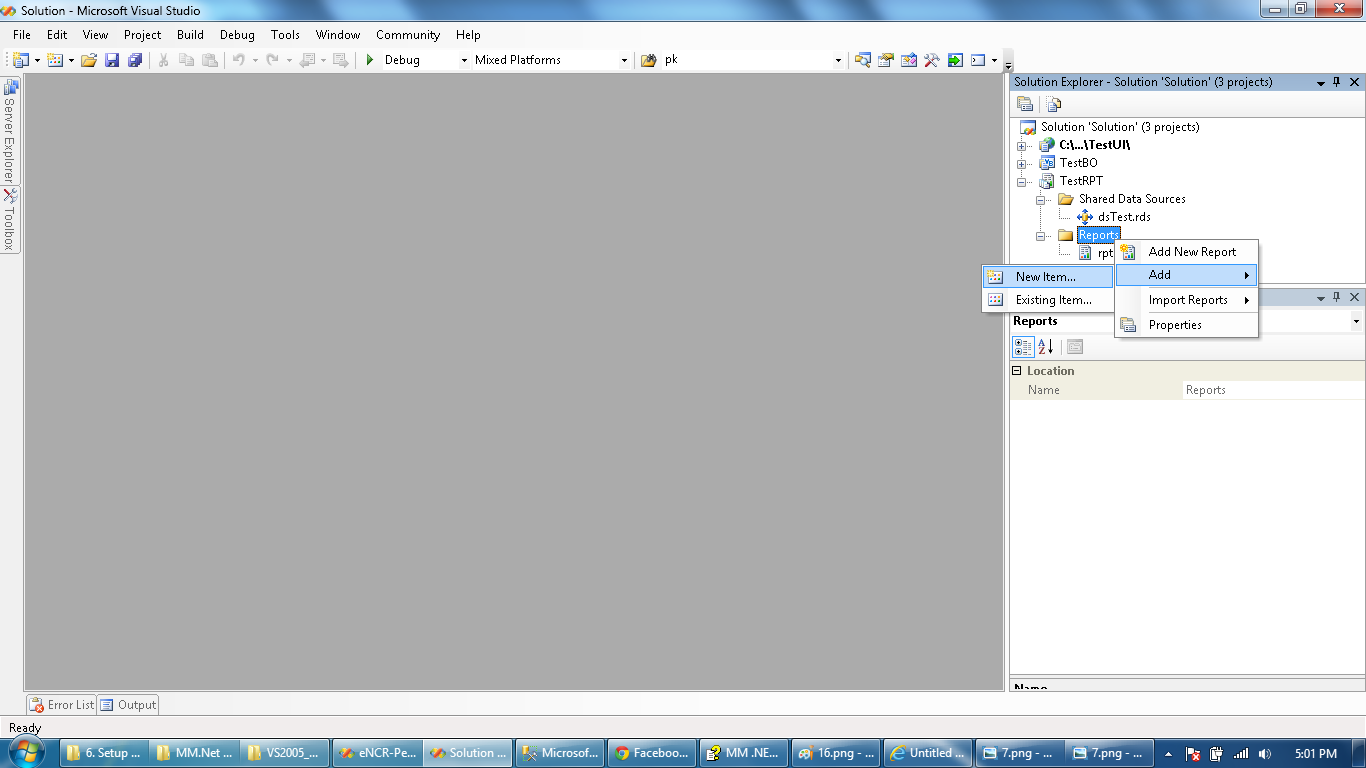 Solution - Microsoft Visual Studio
File Edit View Project Build Debug Tools Window Community Help
Debug Mixed Platforms pk
Server Explorer
Toolbox
Solution Explorer - Solution 'Solution' (3 projects)
Solution 'Solution' (3 projects)
C:\...\TestUI\
TestBO
TestRPT
Shared Data Sources
dsTest.rds
Reports
rpt
Add New Report
Add
Import Reports
Properties
New Item...
Existing Item...
Reports
Location
Name Reports
Name
Error List Output
Ready
6. Setup ... MM.Net ... VS2005_... eNCR-Pe... Solution ... Microsof... Faceboo... MM .NE... 16.png - ... Untitled ... 7.png - ... 7.png - ... 5:01 PM